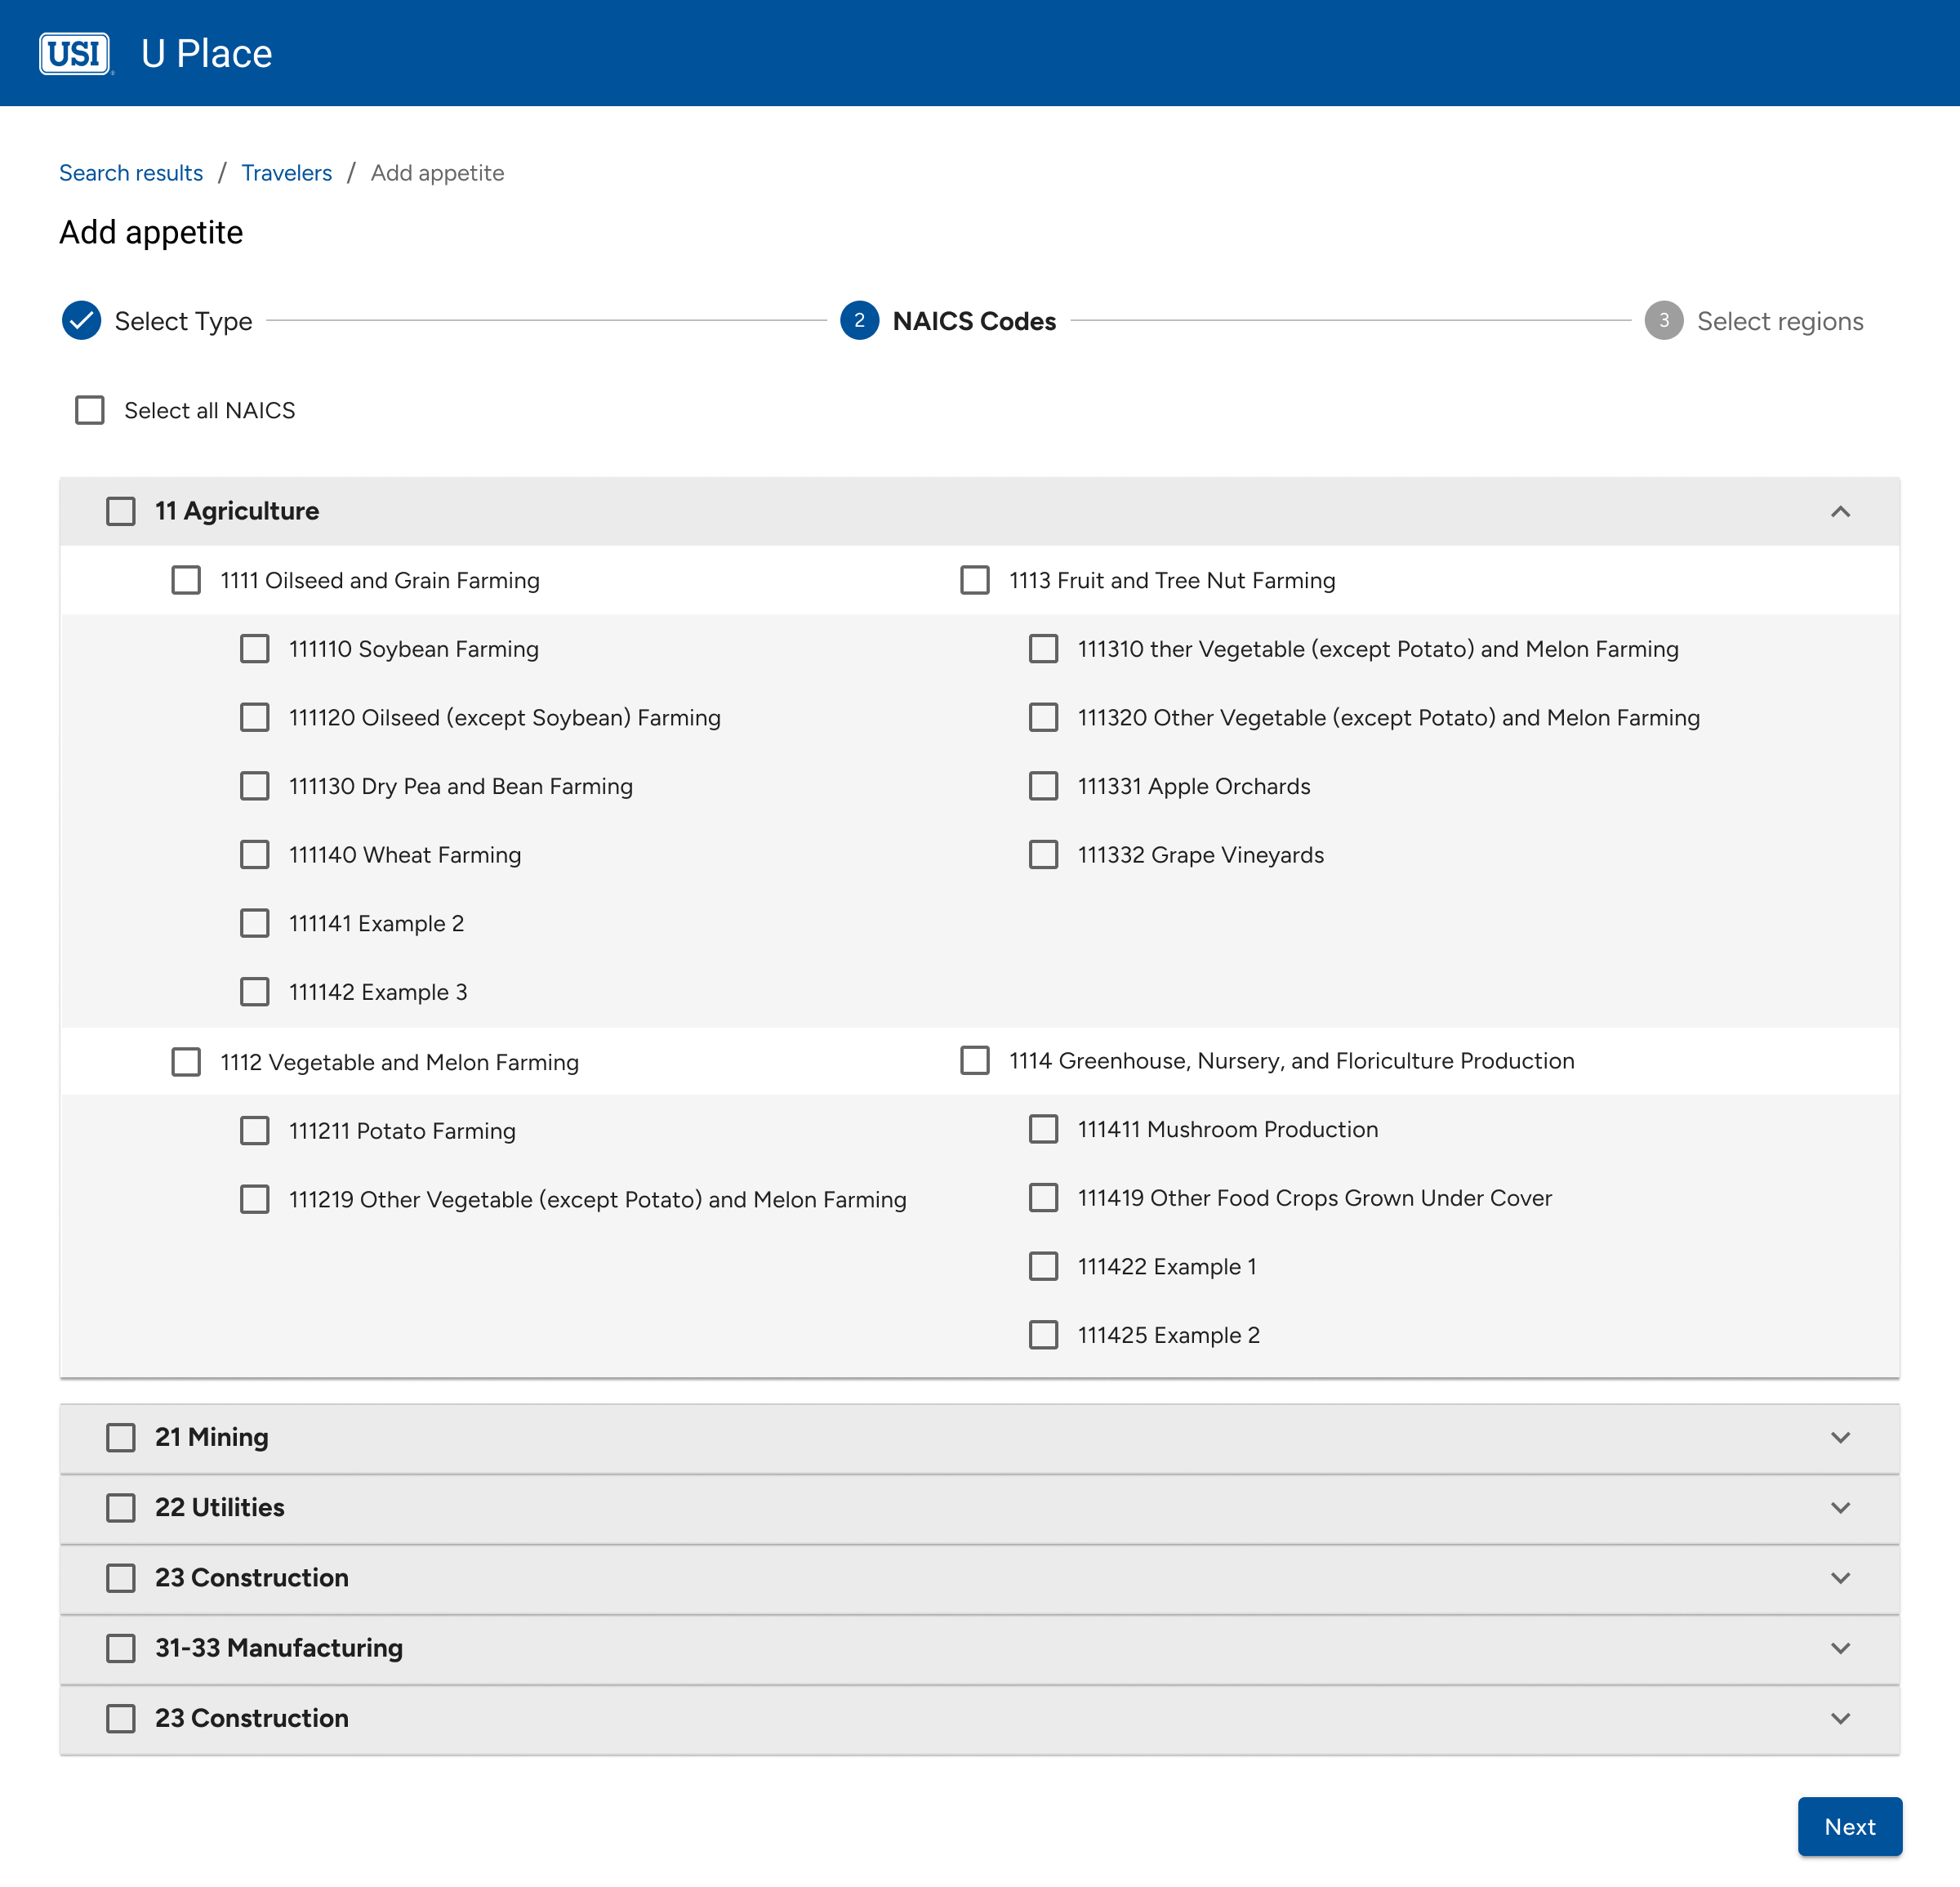 USI U Place
Search results / Travelers / Add appetite
Add appetite
Select Type
2 NAICS Codes
3 Select regions
Select all NAICS
11 Agriculture
1111 Oilseed and Grain Farming
111110 Soybean Farming
111120 Oilseed (except Soybean) Farming
111130 Dry Pea and Bean Farming
111140 Wheat Farming
111141 Example 2
111142 Example 3
1113 Fruit and Tree Nut Farming
111310 ther Vegetable (except Potato) and Melon Farming
111320 Other Vegetable (except Potato) and Melon Farming
111331 Apple Orchards
111332 Grape Vineyards
1112 Vegetable and Melon Farming
111211 Potato Farming
111219 Other Vegetable (except Potato) and Melon Farming
1114 Greenhouse, Nursery, and Floriculture Production
111411 Mushroom Production
111419 Other Food Crops Grown Under Cover
111422 Example 1
111425 Example 2
21 Mining
22 Utilities
23 Construction
31-33 Manufacturing
23 Construction
Next